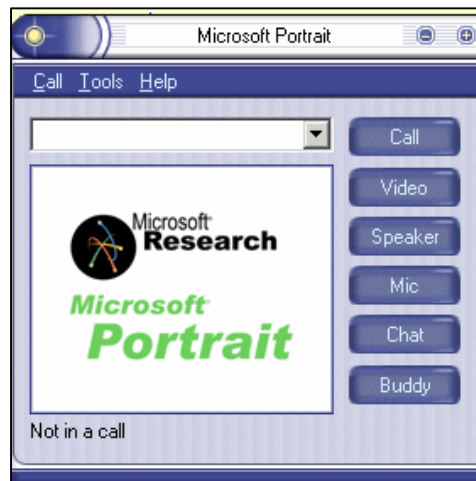 Microsoft Portrait
Call Tools Help
Call
Video
Speaker
Mic
Chat
Buddy
Microsoft
Research
Microsoft
Portrait
Not in a call